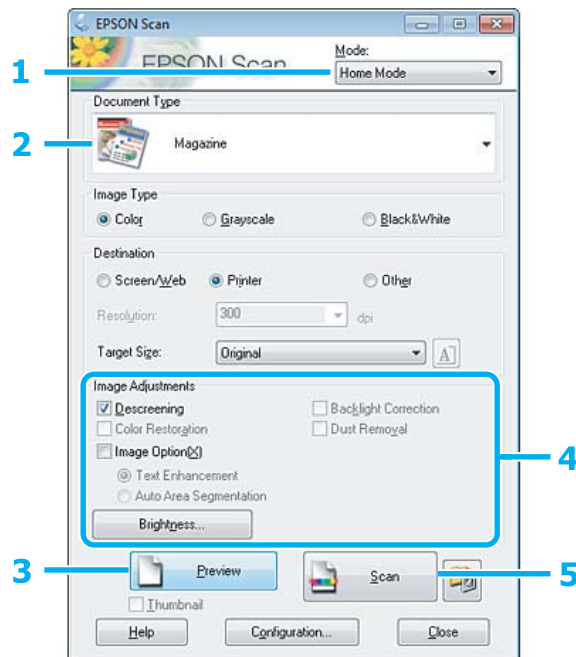 EPSON Scan
EPSON Scan
Mode:
1
Home Mode
Document Type
2
Magazine
Image Type
Color
Grayscale
Black&White
Destination
Screen/Web
Printer
Other
Resolution:
300
dpi
Target Size:
Original
A
Image Adjustments
Descreening
Backlight Correction
Color Restoration
Dust Removal
Image Option(X)
4
Text Enhancement
Auto Area Segmentation
Brightness...
3
Preview
Scan
5
Thumbnail
Help
Configuration...
Close